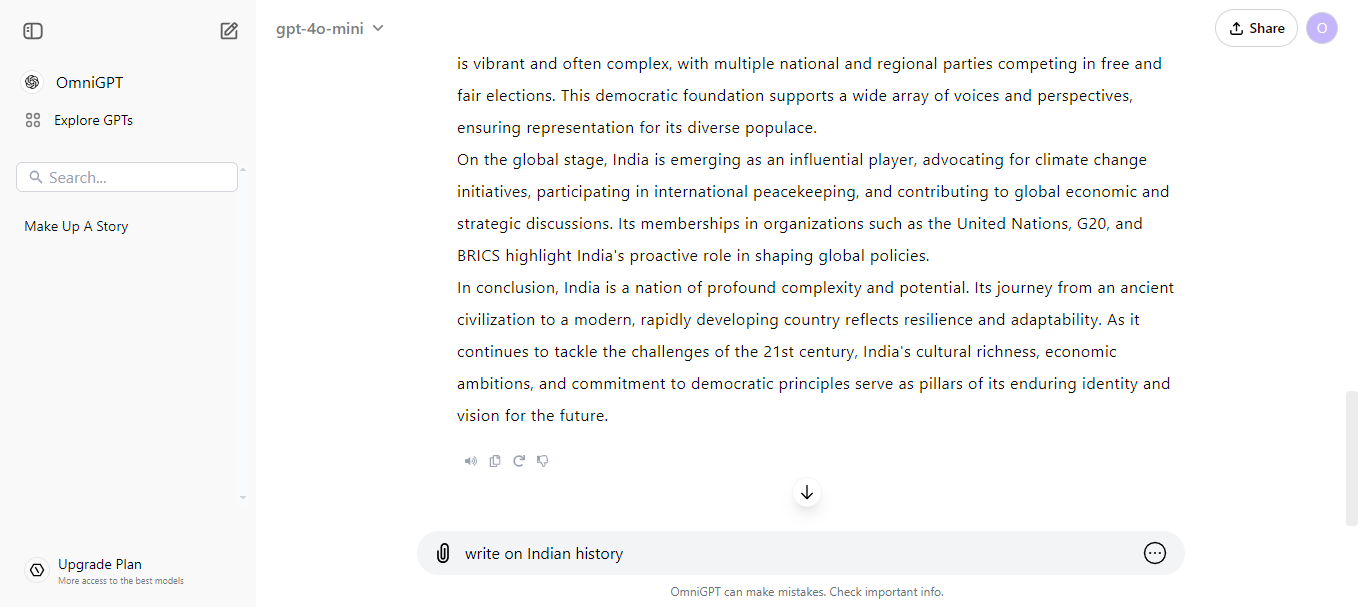 gpt-4o-mini
Share
O
OmniGPT
Explore GPTs
Search...
Make Up A Story
is vibrant and often complex, with multiple national and regional parties competing in free and
fair elections. This democratic foundation supports a wide array of voices and perspectives,
ensuring representation for its diverse populace.
On the global stage, India is emerging as an influential player, advocating for climate change
initiatives, participating in international peacekeeping, and contributing to global economic and
strategic discussions. Its memberships in organizations such as the United Nations, G20, and
BRICS highlight India's proactive role in shaping global policies.
In conclusion, India is a nation of profound complexity and potential. Its journey from an ancient
civilization to a modern, rapidly developing country reflects resilience and adaptability. As it
continues to tackle the challenges of the 21st century, India's cultural richness, economic
ambitions, and commitment to democratic principles serve as pillars of its enduring identity and
vision for the future.
write on Indian history
OmniGPT can make mistakes. Check important info.
Upgrade Plan
More access to the best models